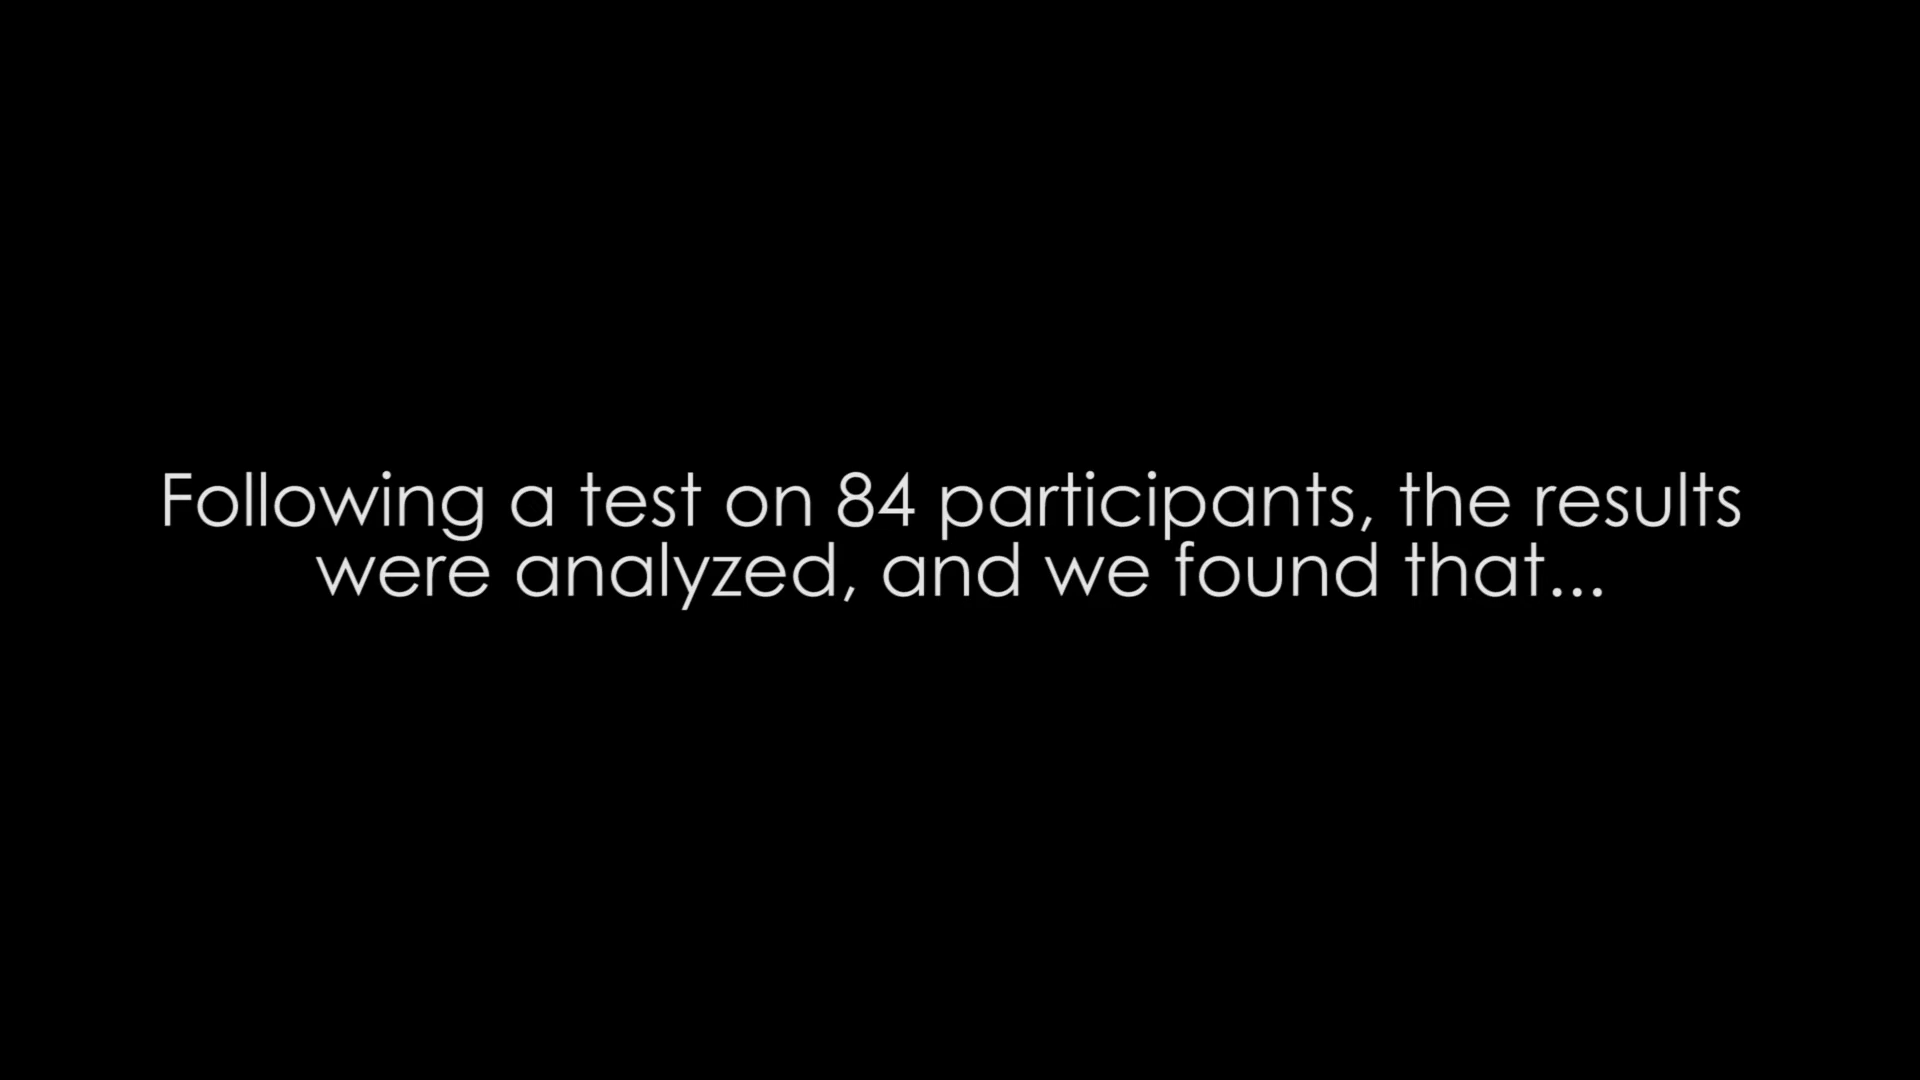 Following a test on 84 participants, the results
were analyzed, and we found that...